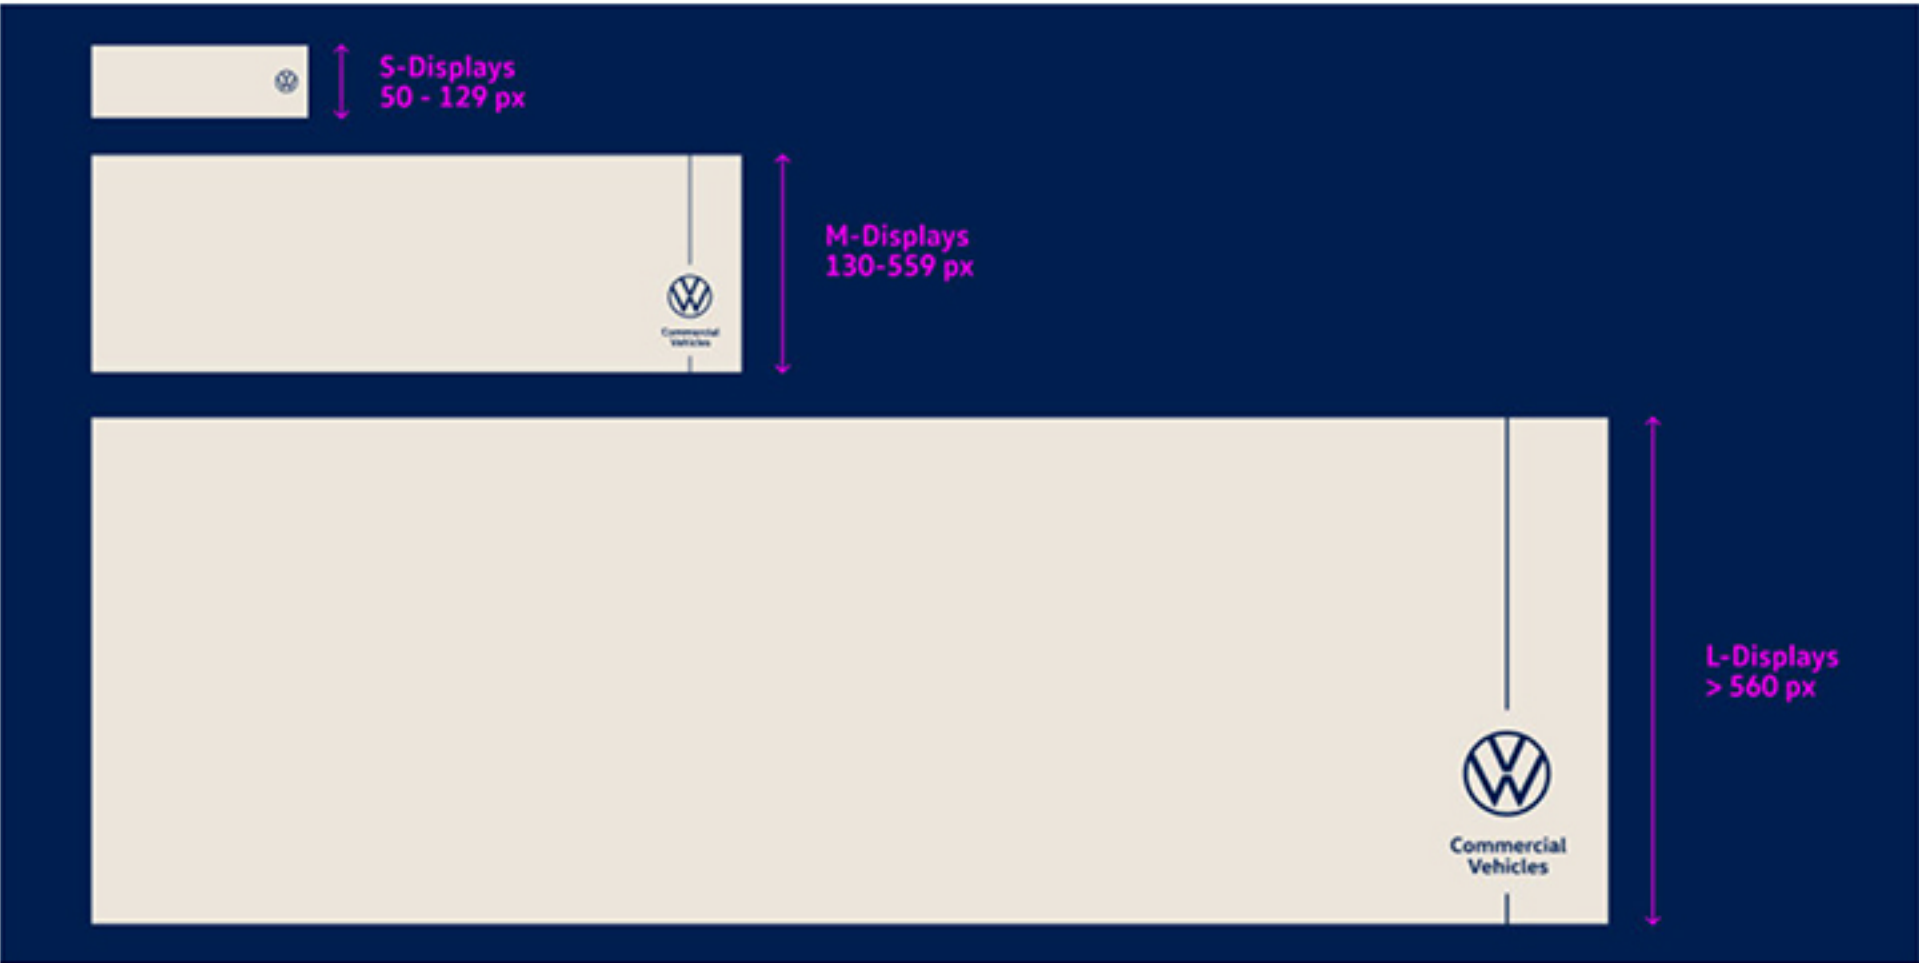 S-Displays
50 - 129 px
M-Displays
130-559 px
Commercial
Vehicles
L-Displays
> 560 px
Commercial
Vehicles